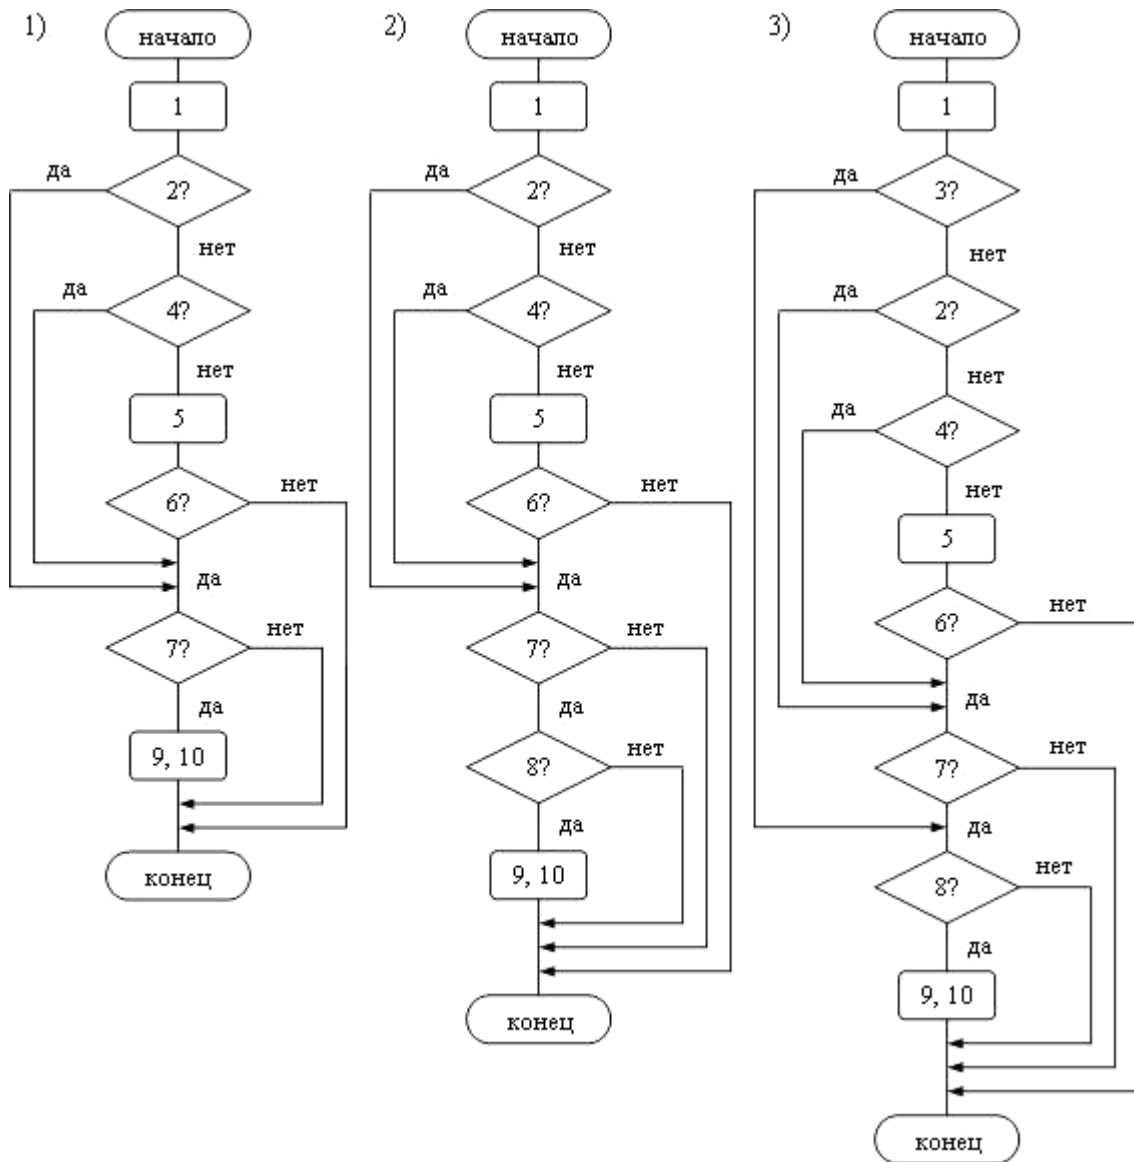 1)
начало
1
да
2?
нет
да
4?
нет
5
6?
нет
да
7?
нет
да
9, 10
конец
2)
начало
1
да
2?
нет
да
4?
нет
5
6?
нет
да
7?
нет
да
8?
нет
да
9, 10
конец
3)
начало
1
да
3?
нет
да
2?
нет
да
4?
нет
5
6?
нет
да
7?
нет
да
8?
нет
да
9, 10
конец